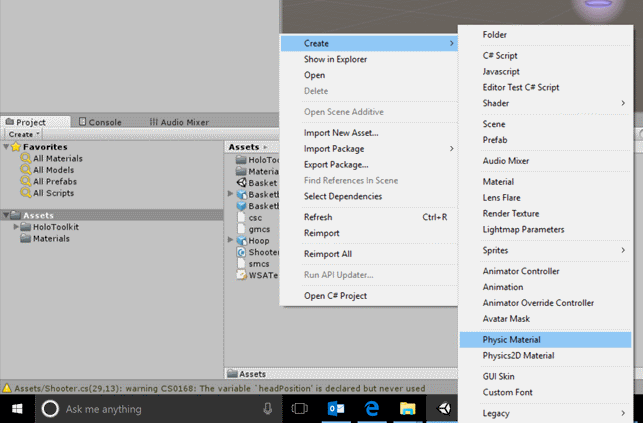 Create
Show in Explorer
Open
Delete
Open Scene Additive
Import New Asset...
Import Package
Export Package...
Find References In Scene
Select Dependencies
Refresh Ctrl+R
Reimport
Reimport All
Run API Updater...
Open C# Project
Folder
C# Script
Javascript
Editor Test C# Script
Shader
Scene
Prefab
Audio Mixer
Material
Lens Flare
Render Texture
Lightmap Parameters
Sprites
Animator Controller
Animation
Animator Override Controller
Avatar Mask
Physic Material
Physics2D Material
GUI Skin
Custom Font
Legacy
Project Console Audio Mixer
Create
Favorites
All Materials
All Models
All Prefabs
All Scripts
Assets
HoloToolkit
Materials
Assets
HoloTo
Materia
Basket
Basketb
Basketb
csc
gmcs
Hoop
Shooter
smcs
WSATe
Assets
Assets/Shooter.cs(29,13): warning CS0168: The variable `headPosition' is declared but never used
Ask me anything